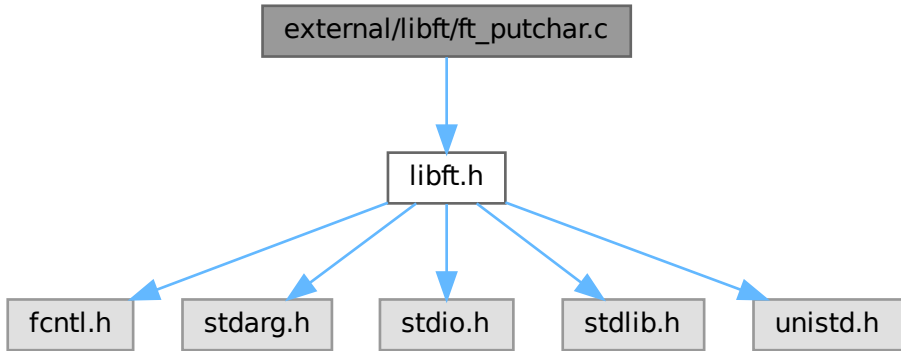 external/libft/ft_putchar.c
libft.h
fcntl.h
stdarg.h
stdio.h
stdlib.h
unistd.h